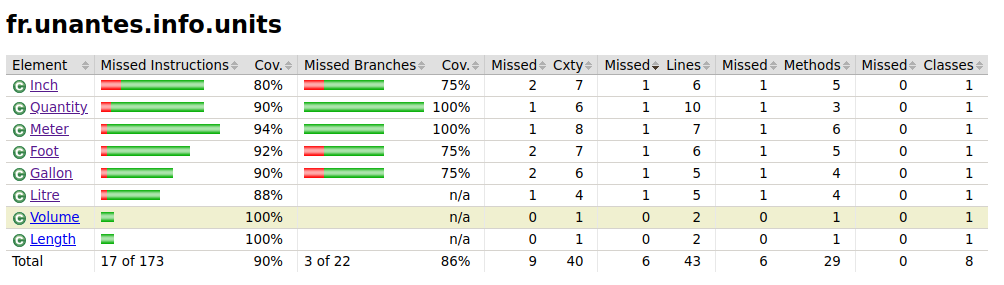 fr.unantes.info.units
Element Missed Instructions Cov. Missed Branches Cov. Missed Cxty Missed Lines Missed Methods Missed Classes
C Inch 80% 75% 2 7 1 6 1 5 0 1
C Quantity 90% 100% 1 6 1 10 1 3 0 1
C Meter 94% 100% 1 8 1 7 1 6 0 1
C Foot 92% 75% 2 7 1 6 1 5 0 1
C Gallon 90% 75% 2 6 1 5 1 4 0 1
C Litre 88% n/a 1 4 1 5 1 4 0 1
C Volume 100% n/a 0 1 0 2 0 1 0 1
C Length 100% n/a 0 1 0 2 0 1 0 1
Total 17 of 173 90% 3 of 22 86% 9 40 6 43 6 29 0 8